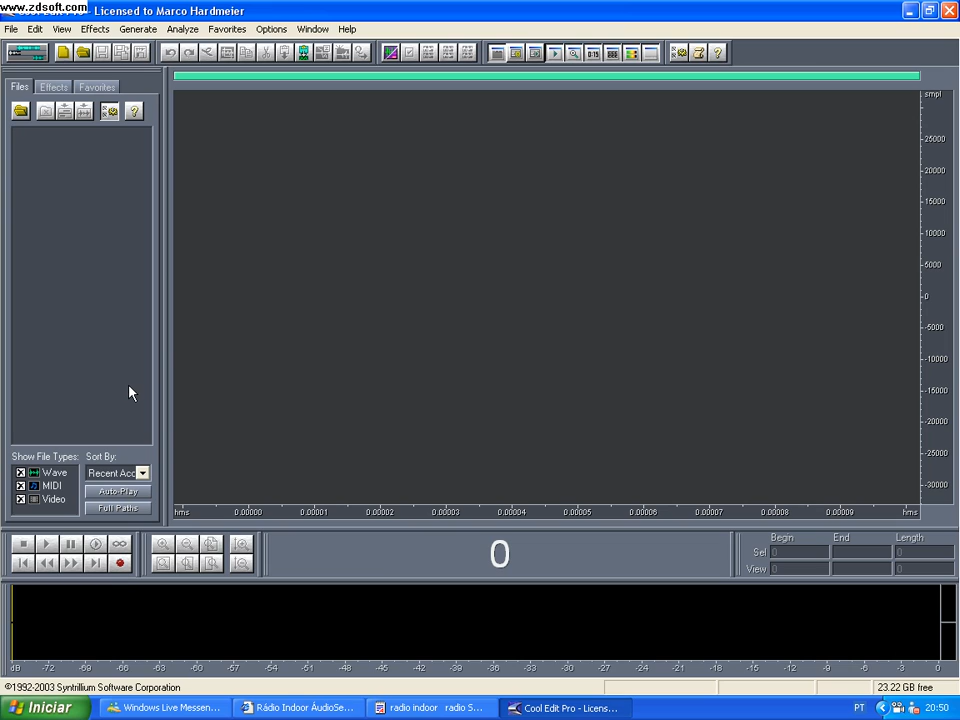 www.zdsoft.com
Licensed to Marco Hardmeier
File Edit View Effects Generate Analyze Favorites Options Window Help
Files Effects Favorites
smpl
25000
20000
15000
10000
5000
0
-5000
-10000
-15000
-20000
-25000
-30000
Show File Types: Sort By:
Wave Recent Acc
MIDI Auto-Play
Video Full Paths
hms 0.00000 0.00001 0.00002 0.00003 0.00004 0.00005 0.00006 0.00007 0.00008 0.00009 hms
0
Begin End Length
Sel 0 0
View 0 0
dB -72 -69 -66 -63 -60 -57 -54 -51 -48 -45 -42 -39 -36 -33 -30 -27 -24 -21 -18 -15 -12 -9 -6 -3 0
©1992-2003 Syntrillium Software Corporation 23.22 GB free
Iniciar Windows Live Messen... Rádio Indoor ÁudioSe... radio indoor radio S... Cool Edit Pro - Licens... PT 20:50